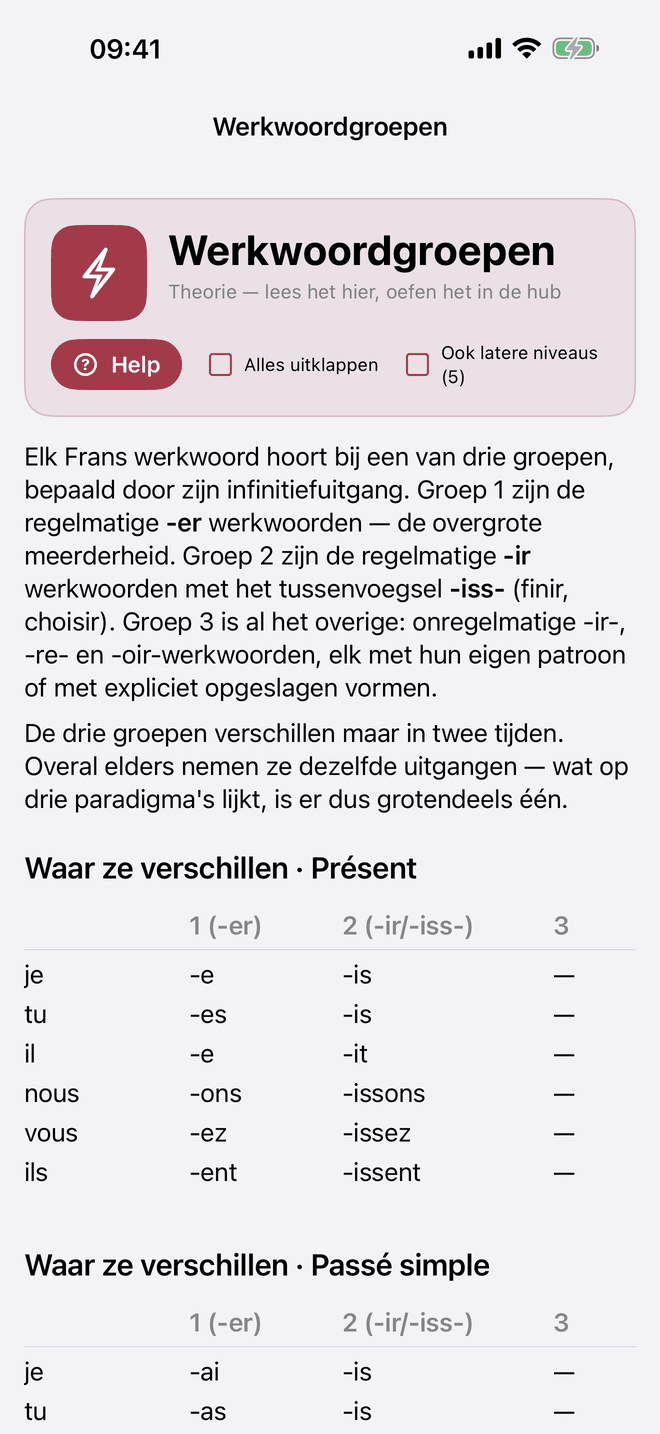 09:41
Werkwoordgroepen
Werkwoordgroepen
Theorie — lees het hier, oefen het in de hub
Help
Alles uitklappen
Ook latere niveaus
(5)
Elk Frans werkwoord hoort bij een van drie groepen,
bepaald door zijn infinitiefuitgang. Groep 1 zijn de
regelmatige -er werkwoorden — de overgrote
meerderheid. Groep 2 zijn de regelmatige -ir
werkwoorden met het tussenvoegsel -iss- (finir,
choisir). Groep 3 is al het overige: onregelmatige -ir-,
-re- en -oir-werkwoorden, elk met hun eigen patroon
of met expliciet opgeslagen vormen.
De drie groepen verschillen maar in twee tijden.
Overal elders nemen ze dezelfde uitgangen — wat op
drie paradigma's lijkt, is er dus grotendeels één.
Waar ze verschillen · Présent
1 (-er) 2 (-ir/-iss-) 3
je -e -is —
tu -es -is —
il -e -it —
nous -ons -issons —
vous -ez -issez —
ils -ent -issent —
Waar ze verschillen · Passé simple
1 (-er) 2 (-ir/-iss-) 3
je -ai -is —
tu -as -is —